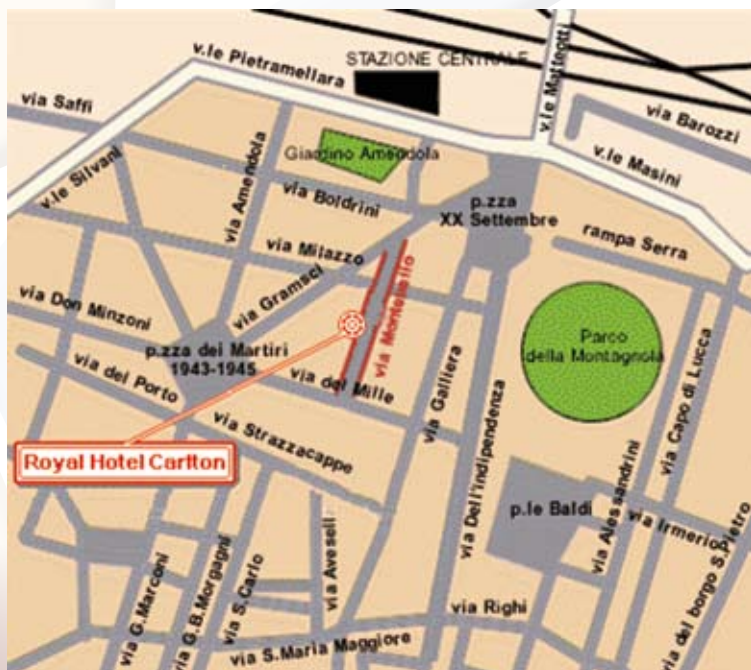 STAZIONE CENTRALE
v.le Pietramellara
v.le Matteotti
via Saffi
via Barozzi
Giardino Amendola
v.le Masini
v.le Silvani
via Amendola
via Boldrini
p.zza
XX Settembre
rampa Serra
via Milazzo
via Gramsci
via Montebello
via Don Minzoni
p.zza dei Martiri
1943-1945
Parco
della Montagnola
via del Porto
via dei Mille
via Galliera
via Capo di Lucca
via Strazzacappe
Royal Hotel Carlton
via Dell'indipendenza
p.le Baldi
via Alessandrini
via Irnerio
via G.Marconi
via G.B.Morgagni
via S.Carlo
via Aveseli
via Righi
via del borgo S.Pietro
via S.Maria Maggiore